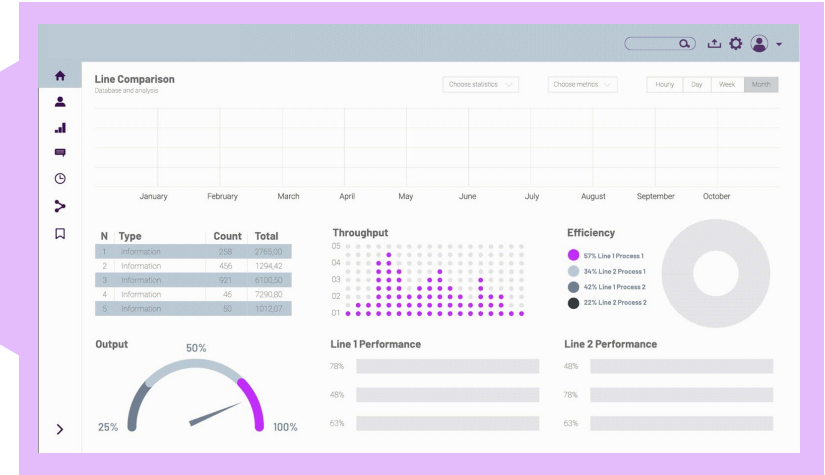 Line Comparison
Database and analysis
Choose statistics
Choose metrics
Hourly Day Week Month
January February March April May June July August September October
N Type Count Total
1 Information 258 2765,00
2 Information 456 1294,42
3 Information 921 6100,50
4 Information 46 7290,80
5 Information 50 1012,07
Throughput
05
04
03
02
01
Efficiency
57% Line 1 Process 1
34% Line 2 Process 1
42% Line 1 Process 2
22% Line 2 Process 2
Output
50%
25%
100%
Line 1 Performance
78%
48%
63%
Line 2 Performance
48%
78%
63%